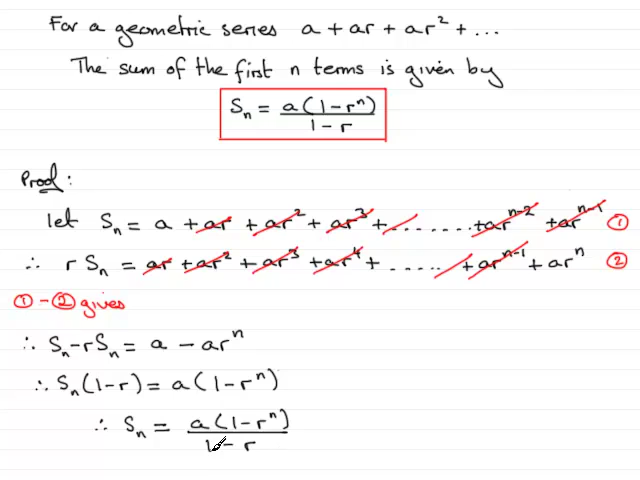 For a geometric series a + ar + ar² + ...
The sum of the first n terms is given by
Sₙ = a(1-rⁿ) / 1-r
Proof:
let Sₙ = a + ar + ar² + ar³ + ........... + arⁿ⁻² + arⁿ⁻¹ ①
∴ r Sₙ = ar + ar² + ar³ + ar⁴ + ...... + arⁿ⁻¹ + arⁿ ②
① - ② gives
∴ Sₙ - rSₙ = a - arⁿ
∴ Sₙ(1-r) = a(1-rⁿ)
∴ Sₙ = a(1-rⁿ) / 1-r